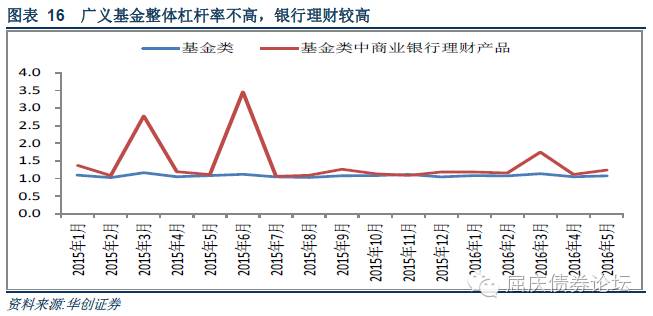 图表 16 广义基金整体杠杆率不高，银行理财较高
基金类 基金类中商业银行理财产品
4.0
3.5
3.0
2.5
2.0
1.5
1.0
0.5
0.0
2015年1月 2015年2月 2015年3月 2015年4月 2015年5月 2015年6月 2015年7月 2015年8月 2015年9月 2015年10月 2015年11月 2015年12月 2016年1月 2016年2月 2016年3月 2016年4月 2016年5月
屈庆债券论坛
资料来源:华创证券